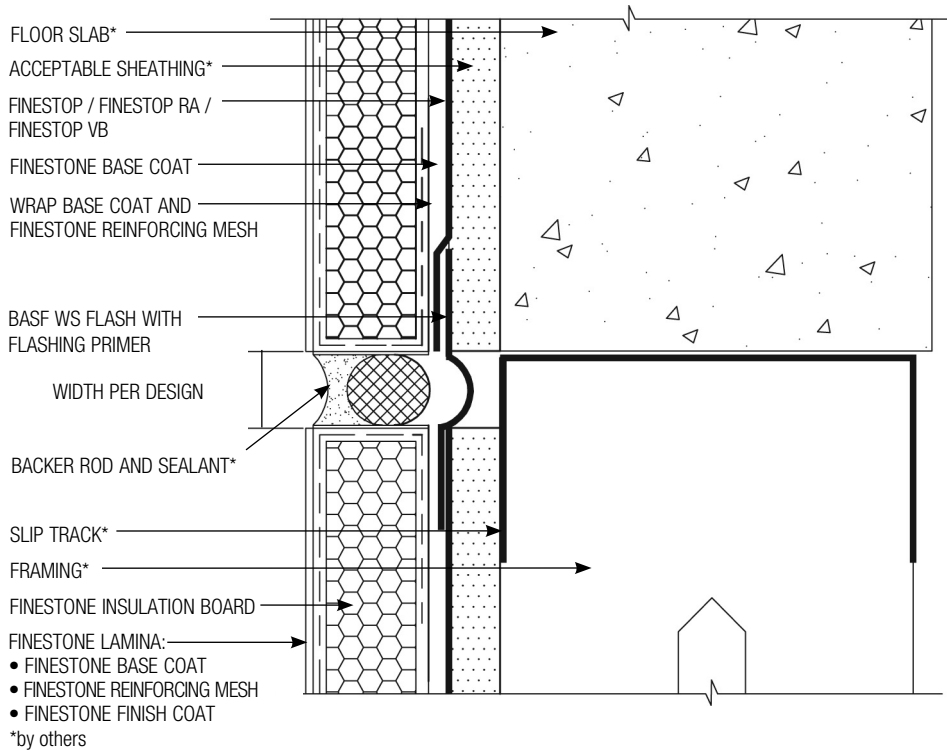 FLOOR SLAB*
ACCEPTABLE SHEATHING*
FINESTOP / FINESTOP RA /
FINESTOP VB
FINESTONE BASE COAT
WRAP BASE COAT AND
FINESTONE REINFORCING MESH
BASF WS FLASH WITH
FLASHING PRIMER
WIDTH PER DESIGN
BACKER ROD AND SEALANT*
SLIP TRACK*
FRAMING*
FINESTONE INSULATION BOARD
FINESTONE LAMINA:
• FINESTONE BASE COAT
• FINESTONE REINFORCING MESH
• FINESTONE FINISH COAT
*by others